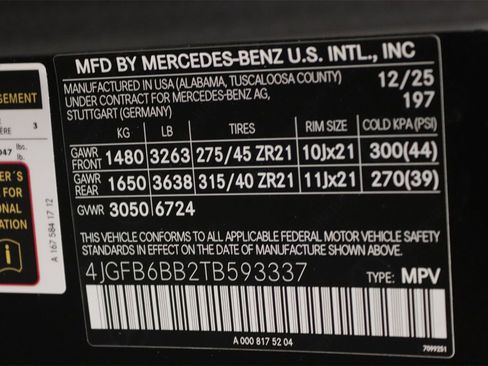 MFD BY MERCEDES-BENZ U.S. INTL., INC
MANUFACTURED IN USA (ALABAMA, TUSCALOOSA COUNTY) 12/25
UNDER CONTRACT FOR MERCEDES-BENZ AG, 197
STUTTGART (GERMANY)
KG LB TIRES RIM SIZE COLD KPA(PSI)
GAWR FRONT 1480 3263 275/45 ZR21 10Jx21 300(44)
GAWR REAR 1650 3638 315/40 ZR21 11Jx21 270(39)
GVWR 3050 6724
THIS VEHICLE CONFORMS TO ALL APPLICABLE FEDERAL MOTOR VEHICLE SAFETY
STANDARDS IN EFFECT ON THE DATE OF MANUFACTURE SHOWN ABOVE.
4JGFB6BB2TB593337 TYPE: MPV
A 000 817 52 04
7099251
3
lbs.
A 167 584 17 12